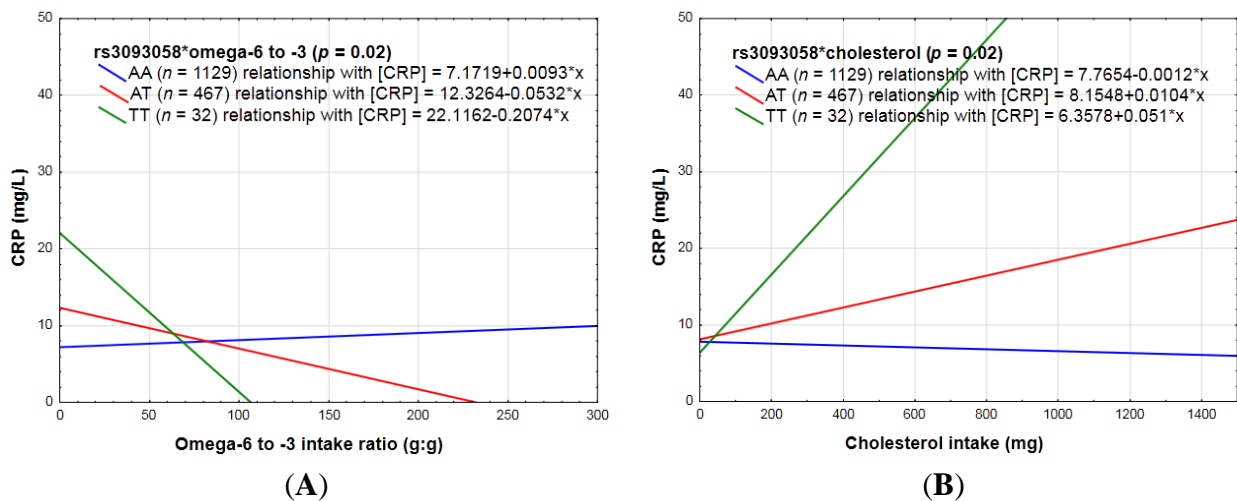 rs3093058*omega-6 to -3 (p = 0.02)
AA (n = 1129) relationship with [CRP] = 7.1719+0.0093*x
AT (n = 467) relationship with [CRP] = 12.3264-0.0532*x
TT (n = 32) relationship with [CRP] = 22.1162-0.2074*x
CRP (mg/L)
50
40
30
20
10
0
0 50 100 150 200 250 300
Omega-6 to -3 intake ratio (g:g)
(A)
rs3093058*cholesterol (p = 0.02)
AA (n = 1129) relationship with [CRP] = 7.7654-0.0012*x
AT (n = 467) relationship with [CRP] = 8.1548+0.0104*x
TT (n = 32) relationship with [CRP] = 6.3578+0.051*x
CRP (mg/L)
50
40
30
20
10
0
0 200 400 600 800 1000 1200 1400
Cholesterol intake (mg)
(B)